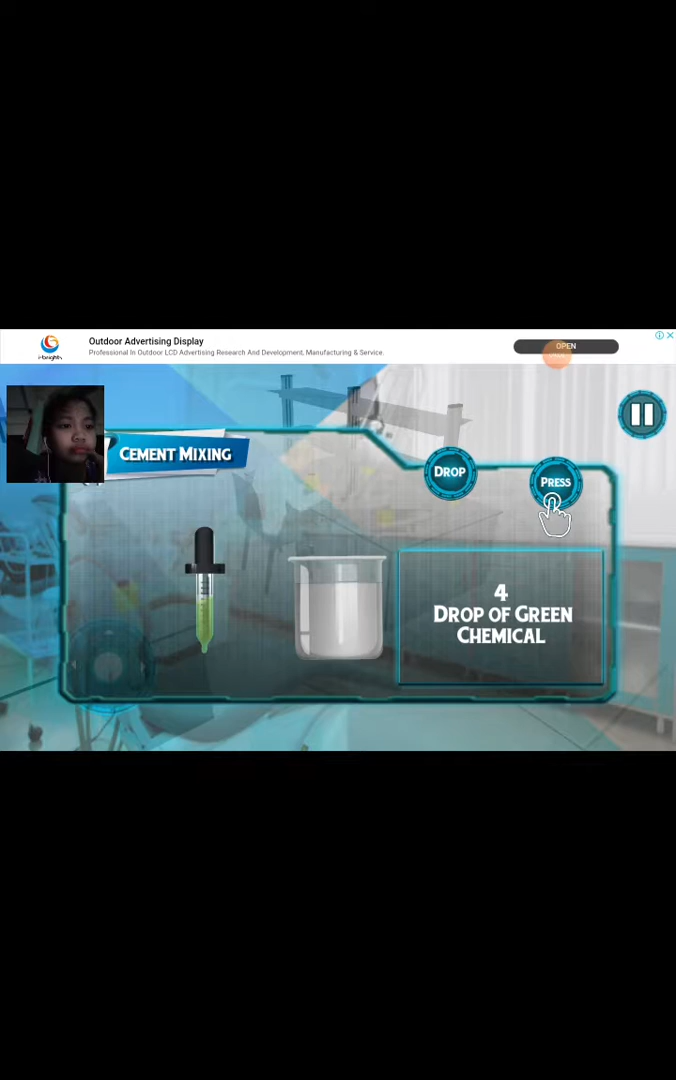 Outdoor Advertising Display
Professional In Outdoor LCD Advertising Research And Development, Manufacturing & Service.
OPEN
CEMENT MIXING
DROP
PRESS
4
DROP OF GREEN
CHEMICAL